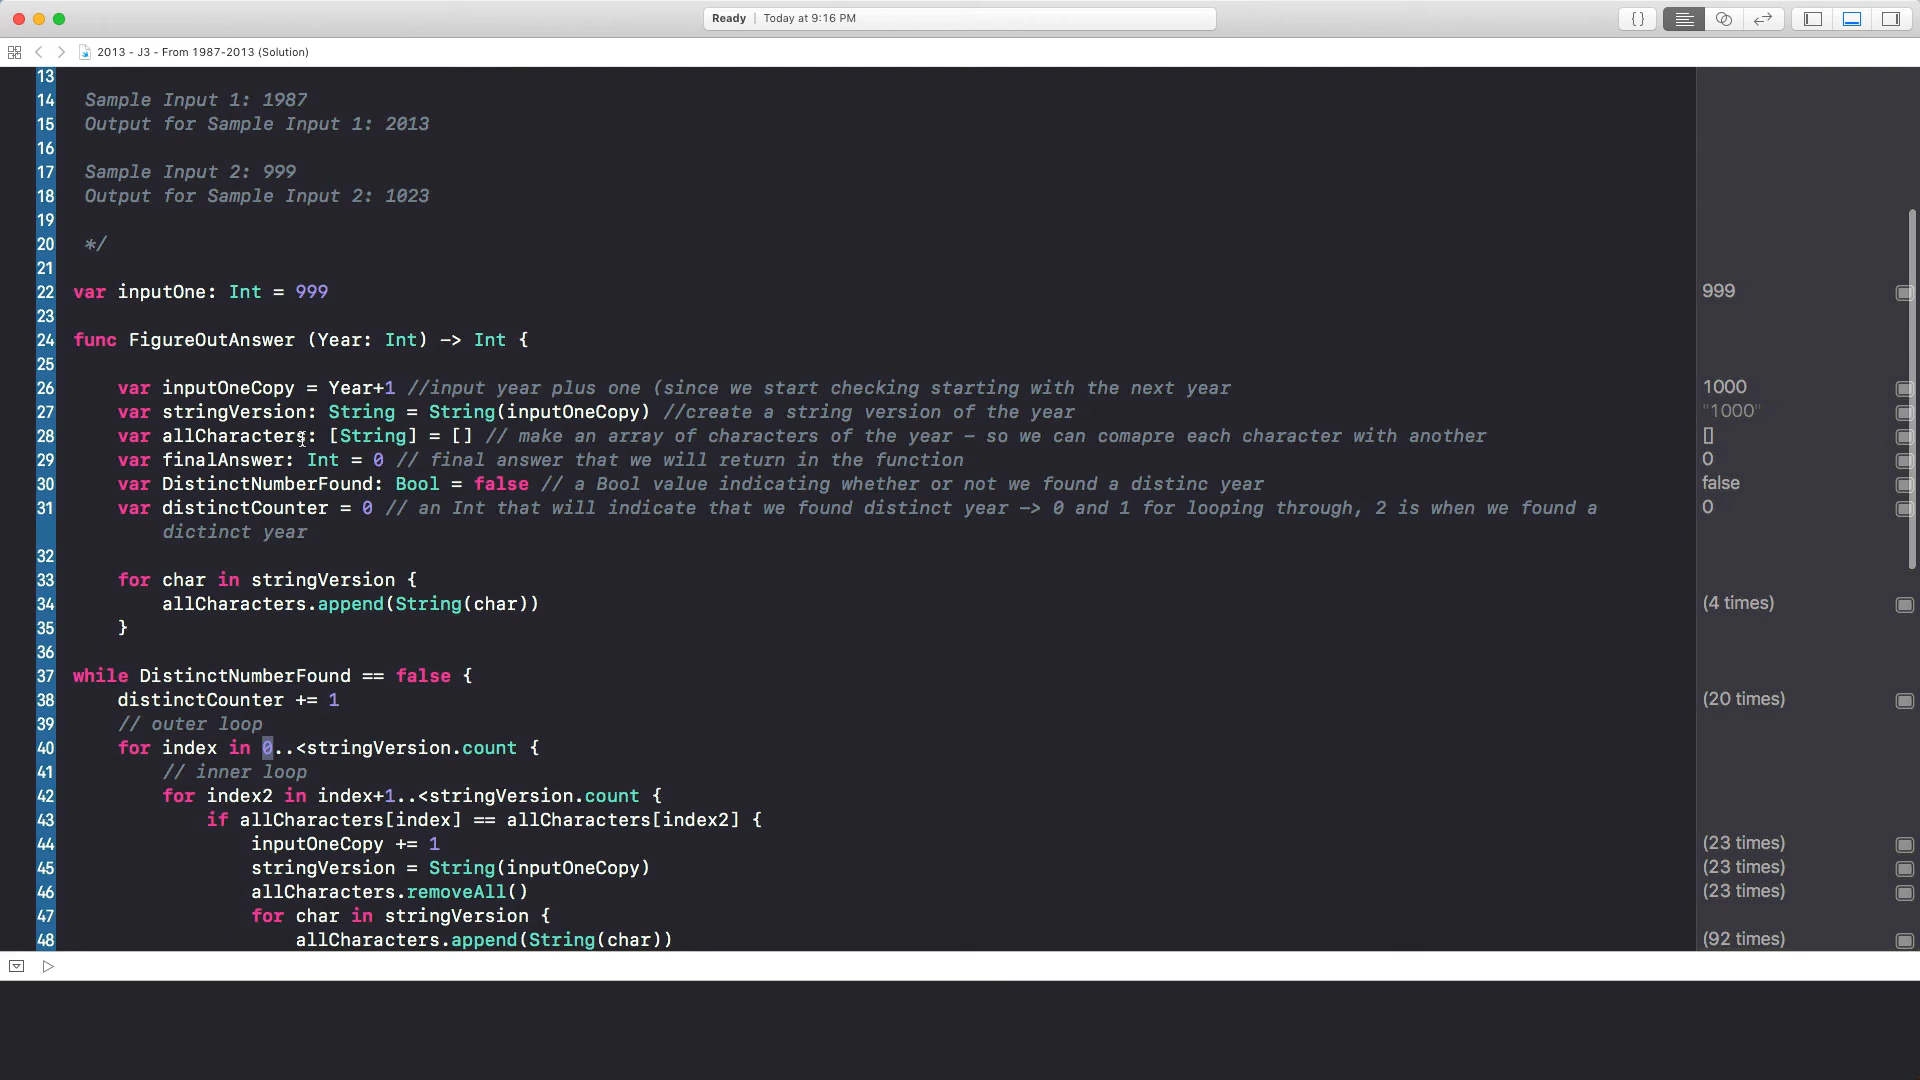 Ready | Today at 9:16 PM
{}
2013 - J3 - From 1987-2013 (Solution)
13
14 Sample Input 1: 1987
15 Output for Sample Input 1: 2013
16
17 Sample Input 2: 999
18 Output for Sample Input 2: 1023
19
20 */
21
22 var inputOne: Int = 999 999
23
24 func FigureOutAnswer (Year: Int) -> Int {
25
26 var inputOneCopy = Year+1 //input year plus one (since we start checking starting with the next year 1000
27 var stringVersion: String = String(inputOneCopy) //create a string version of the year "1000"
28 var allCharacters: [String] = [] // make an array of characters of the year - so we can comapre each character with another []
29 var finalAnswer: Int = 0 // final answer that we will return in the function 0
30 var DistinctNumberFound: Bool = false // a Bool value indicating whether or not we found a distinc year false
31 var distinctCounter = 0 // an Int that will indicate that we found distinct year -> 0 and 1 for looping through, 2 is when we found a 0
dictinct year
32
33 for char in stringVersion {
34 allCharacters.append(String(char)) (4 times)
35 }
36
37 while DistinctNumberFound == false {
38 distinctCounter += 1 (20 times)
39 // outer loop
40 for index in 0..<stringVersion.count {
41 // inner loop
42 for index2 in index+1..<stringVersion.count {
43 if allCharacters[index] == allCharacters[index2] {
44 inputOneCopy += 1 (23 times)
45 stringVersion = String(inputOneCopy) (23 times)
46 allCharacters.removeAll() (23 times)
47 for char in stringVersion {
48 allCharacters.append(String(char)) (92 times)